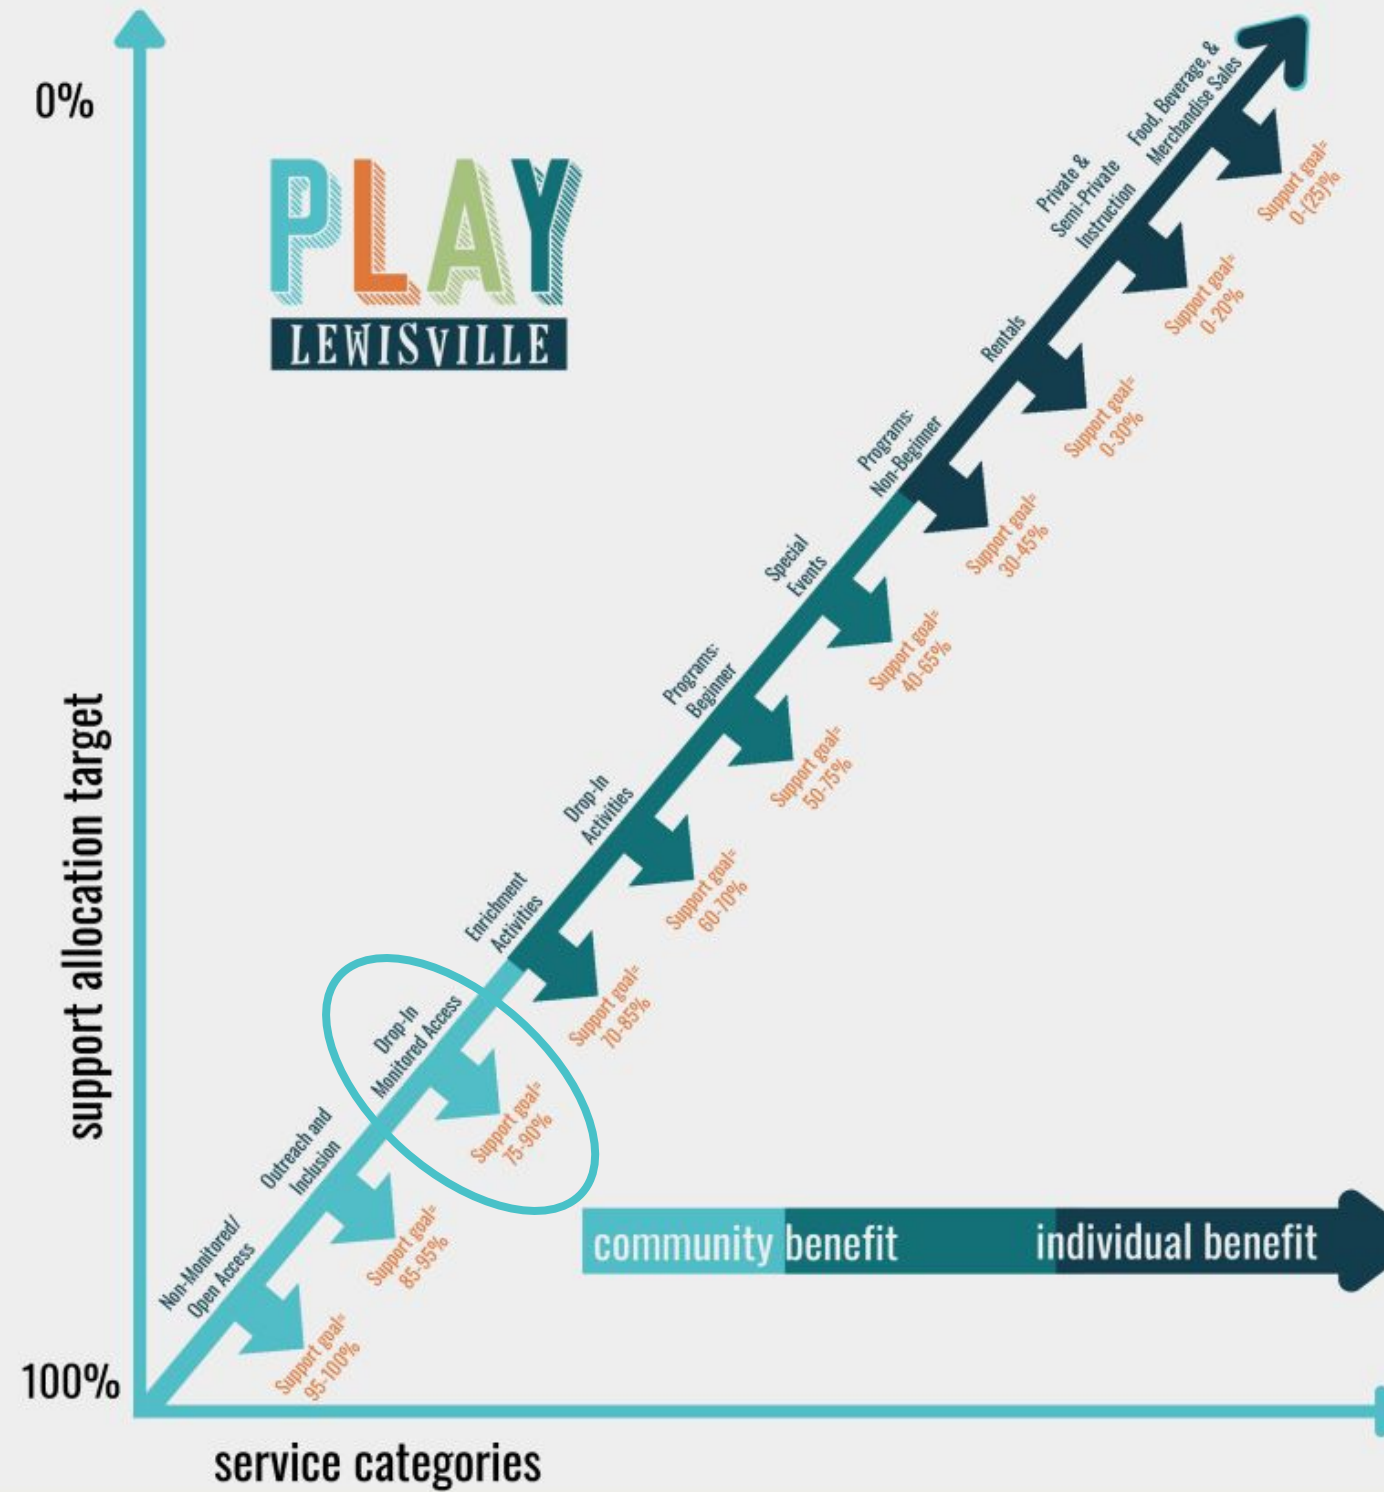 0%
PLAY
LEWISVILLE
Food, Beverage, &
Merchandise Sales
Support goal=
0-(25)%
Private &
Semi-Private
Instruction
Support goal=
0-20%
Rentals
Support goal=
0-30%
Programs:
Non-Beginner
Support goal=
30-45%
Special
Events
Support goal=
40-65%
Programs:
Beginner
Support goal=
50-75%
Drop-In
Activities
Support goal=
60-70%
Enrichment
Activities
Support goal=
70-85%
Drop-In
Monitored Access
Support goal=
75-90%
Outreach and
Inclusion
Support goal=
85-95%
Non-Monitored/
Open Access
Support goal=
95-100%
support allocation target
community benefit
individual benefit
100%
service categories